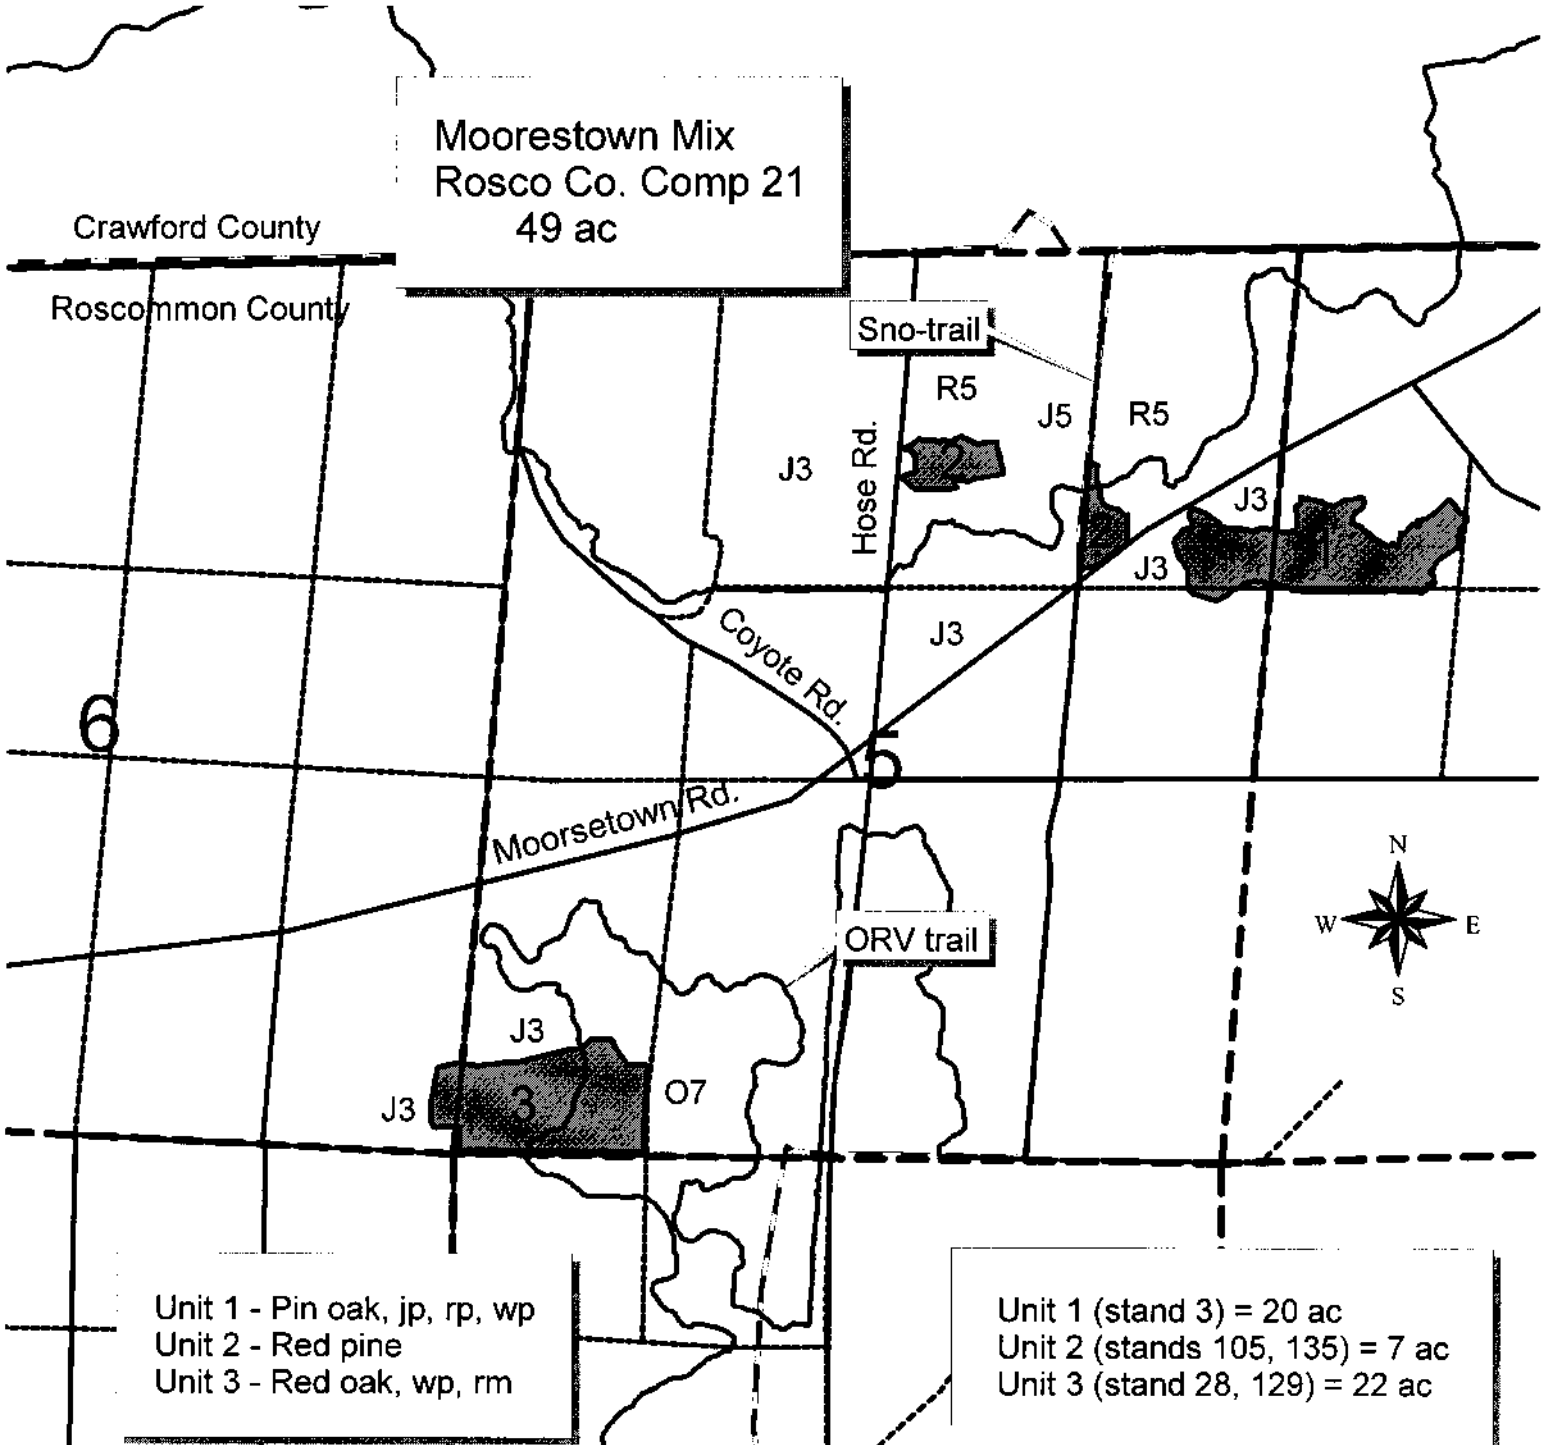 Moorestown Mix
Rosco Co. Comp 21
49 ac
Crawford County
Roscommon County
Sno-trail
R5
J5
R5
J3
Hose Rd.
2
J3
2
1
J3
Coyote Rd.
J3
6
5
Moorsetown Rd.
N
W
E
S
ORV trail
J3
J3
3
O7
Unit 1 - Pin oak, jp, rp, wp
Unit 2 - Red pine
Unit 3 - Red oak, wp, rm
Unit 1 (stand 3) = 20 ac
Unit 2 (stands 105, 135) = 7 ac
Unit 3 (stand 28, 129) = 22 ac